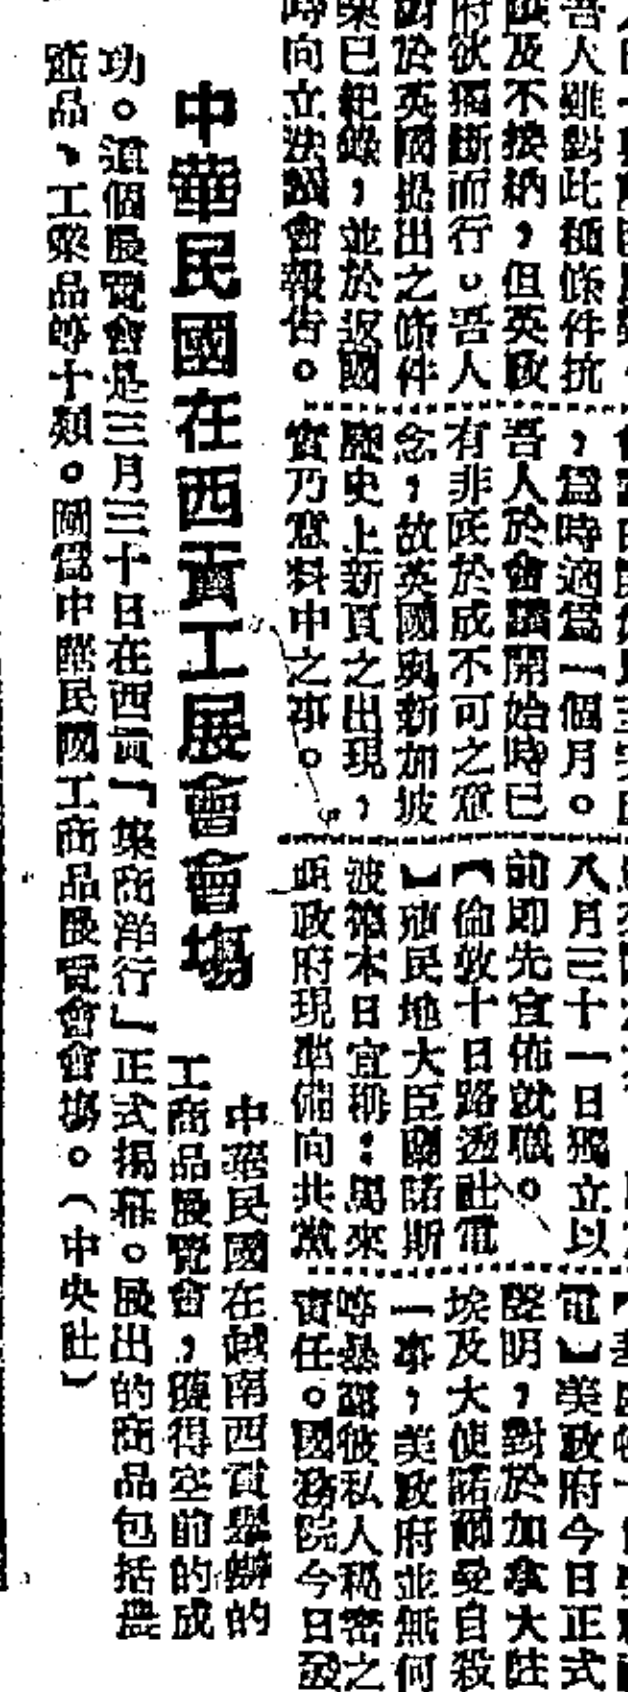 吾人雖對此種條件抗
議及不接納，但英政
府欲獨斷而行。吾人
對於英國提出之條件
業已紀錄，並於返國
時向立法議會報告。
，爲時適爲一個月。
吾人於會議開始時已
有非底於成不可之意
念，故英國與新加坡
歷史上新頁之出現，
實乃意料中之事。
八月三十一日獨立以
前即先宣佈就職。
【倫敦十日路透社電
】殖民地大臣斯
波德本日宣稱：馬來
亞政府現準備向共黨
電】美政府今日正式
聲明，對於加拿大駐
埃及大使諾爾曼自殺
一事，美政府並無何
等暴露彼私人秘密之
責任。國務院今日發
中華民國在西貢工展會會場
中華民國在越南西貢舉辦的
工商品展覽會，獲得空前的成
功。這個展覽會是三月三十日在西貢「集商洋行」正式揭幕。展出的商品包括農
產品，工業品等十類。圖爲中華民國工商品展覽會會場。（中央社）